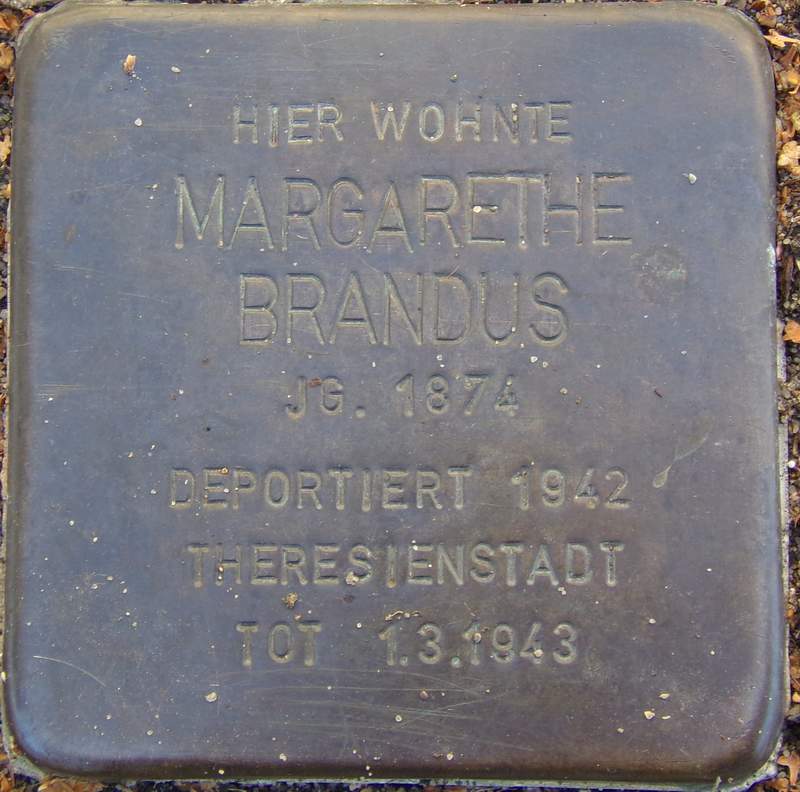 HIER WOHNTE
MARGARETHE
BRANDUS
JG. 1874
DEPORTIERT 1942
THERESIENSTADT
TOT 1.3.1943